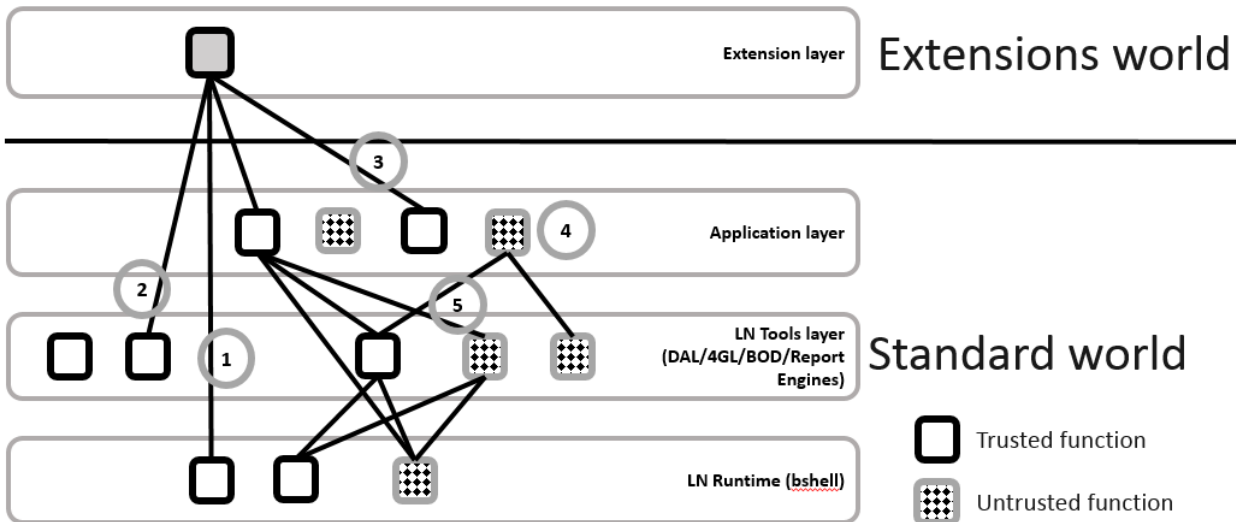 Extension layer
Extensions world
3
Application layer
4
2
5
1
LN Tools layer
(DAL/4GL/BOD/Report
Engines)
Standard world
Trusted function
LN Runtime (bshell)
Untrusted function